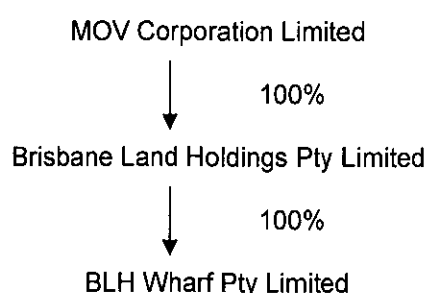 MOV Corporation Limited
100%
Brisbane Land Holdings Pty Limited
100%
BLH Wharf Pty Limited